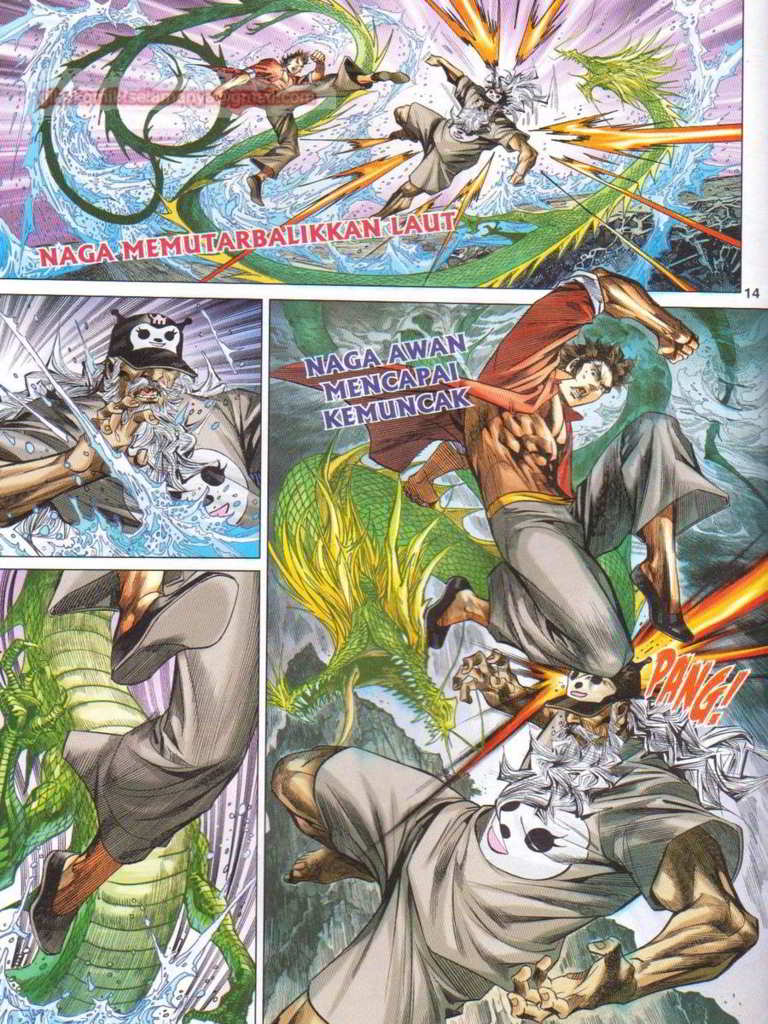 NAGA MEMUTARBALIKKAN LAUT
14
NAGA AWAN
MENCAPAI
KEMUNCAK
PANG!